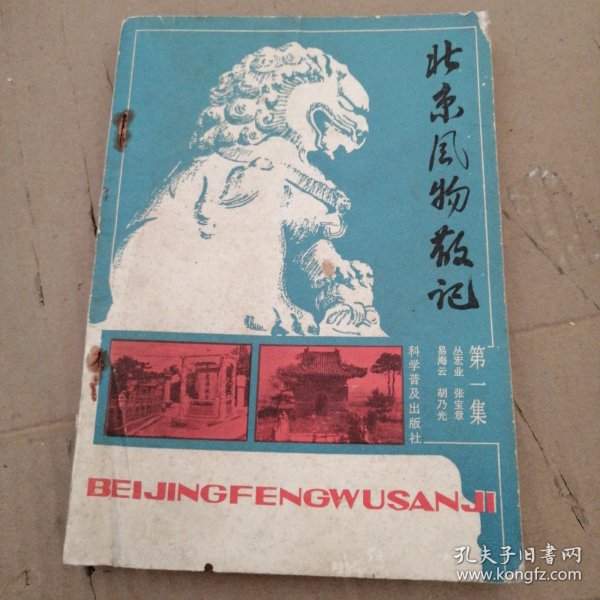 北京风物散记
第一集
丛宏业 张宝章
易海云 胡乃光
科学普及出版社
BEIJINGFENGWUSANJI
孔夫子旧书网
www.kongfz.com